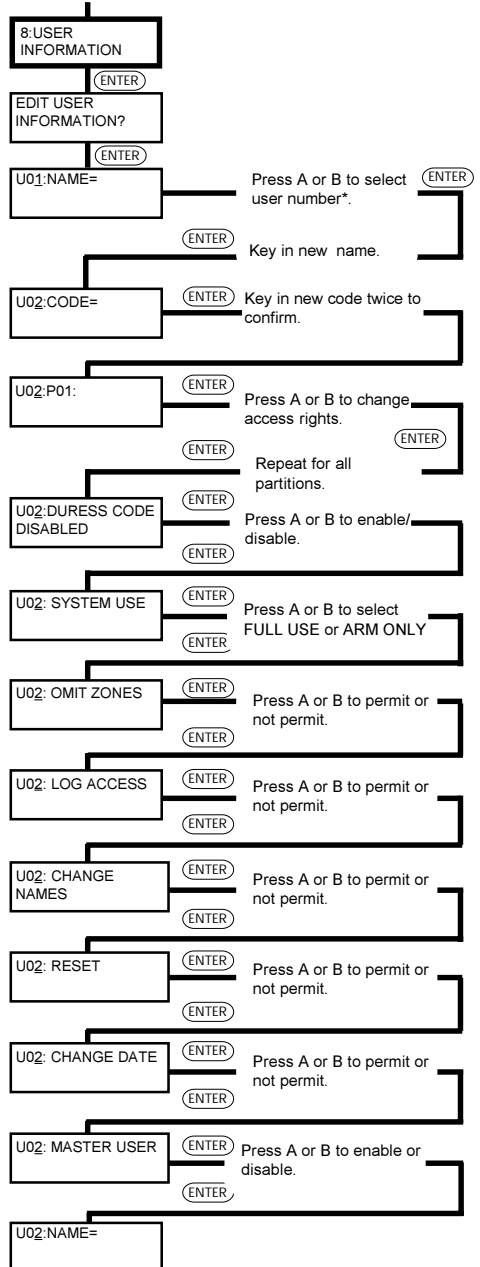 8:USER
INFORMATION
ENTER
EDIT USER
INFORMATION?
ENTER
U01:NAME=
Press A or B to select
user number*.
ENTER
ENTER
Key in new name.
U02:CODE=
ENTER
Key in new code twice to
confirm.
U02:P01:
ENTER
Press A or B to change
access rights.
ENTER
ENTER
Repeat for all
partitions.
U02:DURESS CODE
DISABLED
ENTER
Press A or B to enable/
disable.
ENTER
U02: SYSTEM USE
ENTER
Press A or B to select
FULL USE or ARM ONLY
ENTER
U02: OMIT ZONES
ENTER
Press A or B to permit or
not permit.
ENTER
U02: LOG ACCESS
ENTER
Press A or B to permit or
not permit.
ENTER
U02: CHANGE
NAMES
ENTER
Press A or B to permit or
not permit.
ENTER
U02: RESET
ENTER
Press A or B to permit or
not permit.
ENTER
U02: CHANGE DATE
ENTER
Press A or B to permit or
not permit.
ENTER
U02: MASTER USER
ENTER
Press A or B to enable or
disable.
ENTER
U02:NAME=